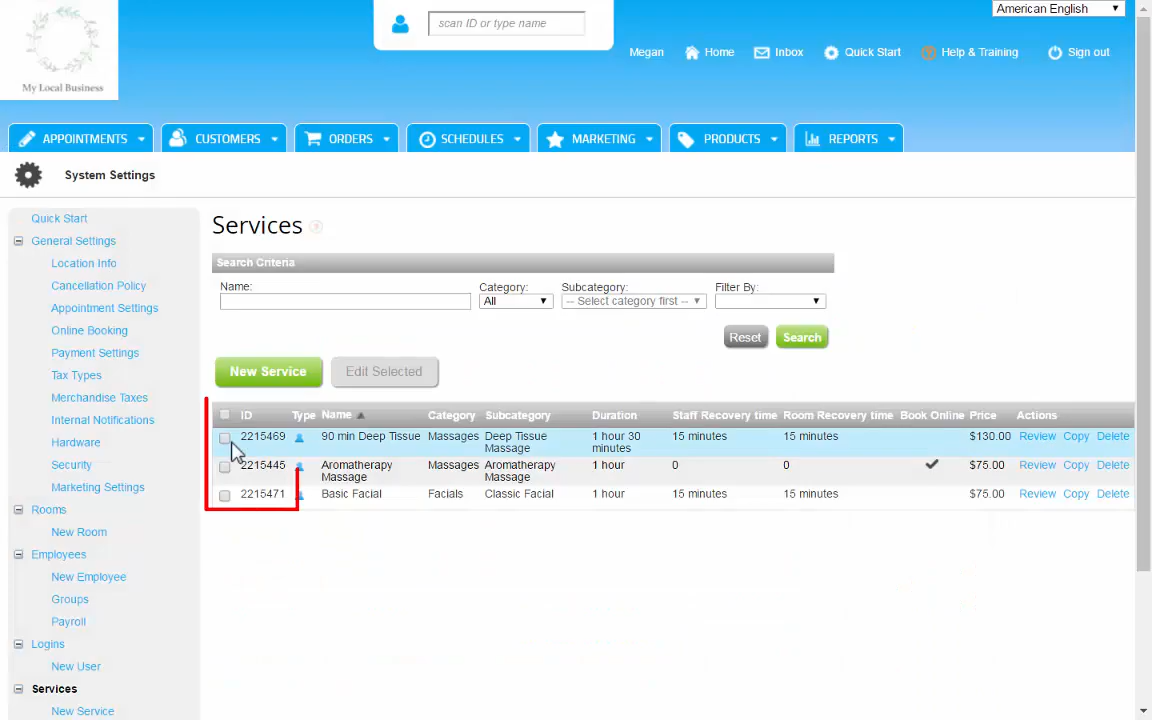 American English
scan ID or type name
My Local Business
Megan Home Inbox Quick Start Help & Training Sign out
APPOINTMENTS CUSTOMERS ORDERS SCHEDULES MARKETING PRODUCTS REPORTS
System Settings
Quick Start
General Settings
Location Info
Cancellation Policy
Appointment Settings
Online Booking
Payment Settings
Tax Types
Merchandise Taxes
Internal Notifications
Hardware
Security
Marketing Settings
Rooms
New Room
Employees
New Employee
Groups
Payroll
Logins
New User
Services
New Service
Services ?
Search Criteria
Name: Category: Subcategory: Filter By:
All -- Select category first --
Reset Search
New Service Edit Selected
ID Type Name Category Subcategory Duration Staff Recovery time Room Recovery time Book Online Price Actions
2215469 90 min Deep Tissue Massages Deep Tissue 1 hour 30 15 minutes 15 minutes $130.00 Review Copy Delete
Massage minutes
2215445 Aromatherapy Massages Aromatherapy 1 hour 0 0 $75.00 Review Copy Delete
Massage Massage
2215471 Basic Facial Facials Classic Facial 1 hour 15 minutes 15 minutes $75.00 Review Copy Delete